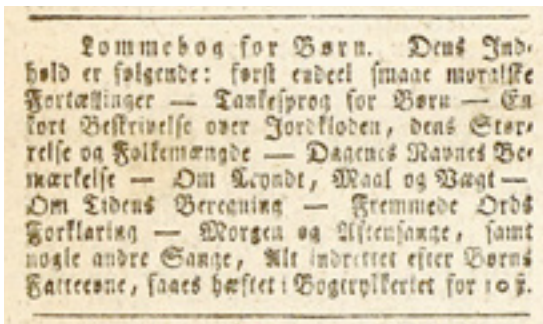 Lommebog for Børn. Dens Ind-
hold er følgende: først endeel smaae moralske
Fortællinger — Tankesprog for Børn — En
kort Beskrivelse over Jordkloden, dens Stør-
relse og Folkemængde — Dagenes Navnes Be-
mærkelse — Om Myndt, Maal og Vægt —
Om Tidens Beregning — Fremmede Ords
Forklaring — Morgen og Aftensange, samt
nogle andre Sange, Alt indrettet efter Børns
Fatteevne, faaes hæftet i Bogtrykkeriet for 10 ß.